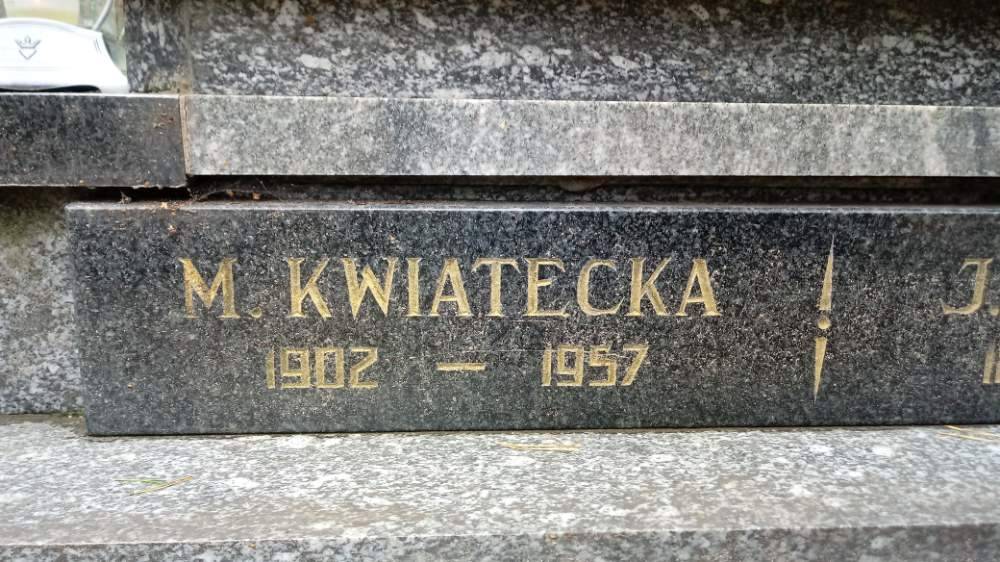 M. KWIATECKA J.
1902 — 1957